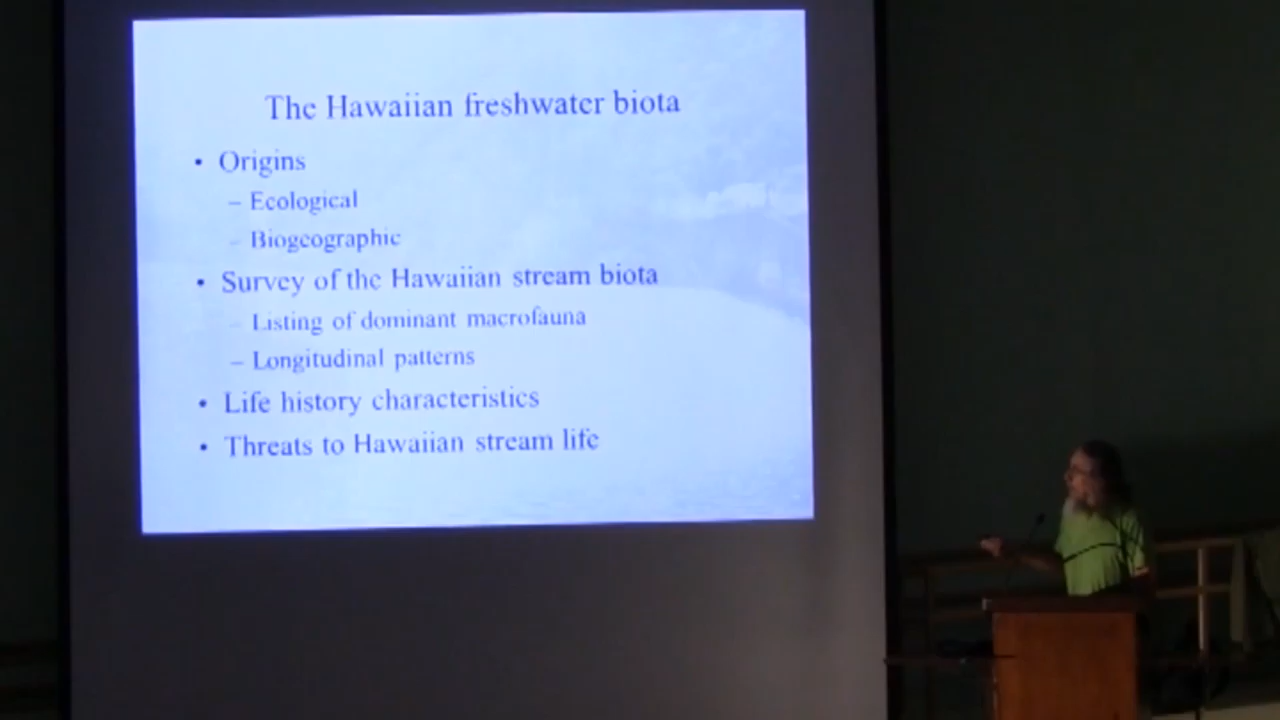 The Hawaiian freshwater biota
• Origins
– Ecological
– Biogeographic
• Survey of the Hawaiian stream biota
– Listing of dominant macrofauna
– Longitudinal patterns
• Life history characteristics
• Threats to Hawaiian stream life